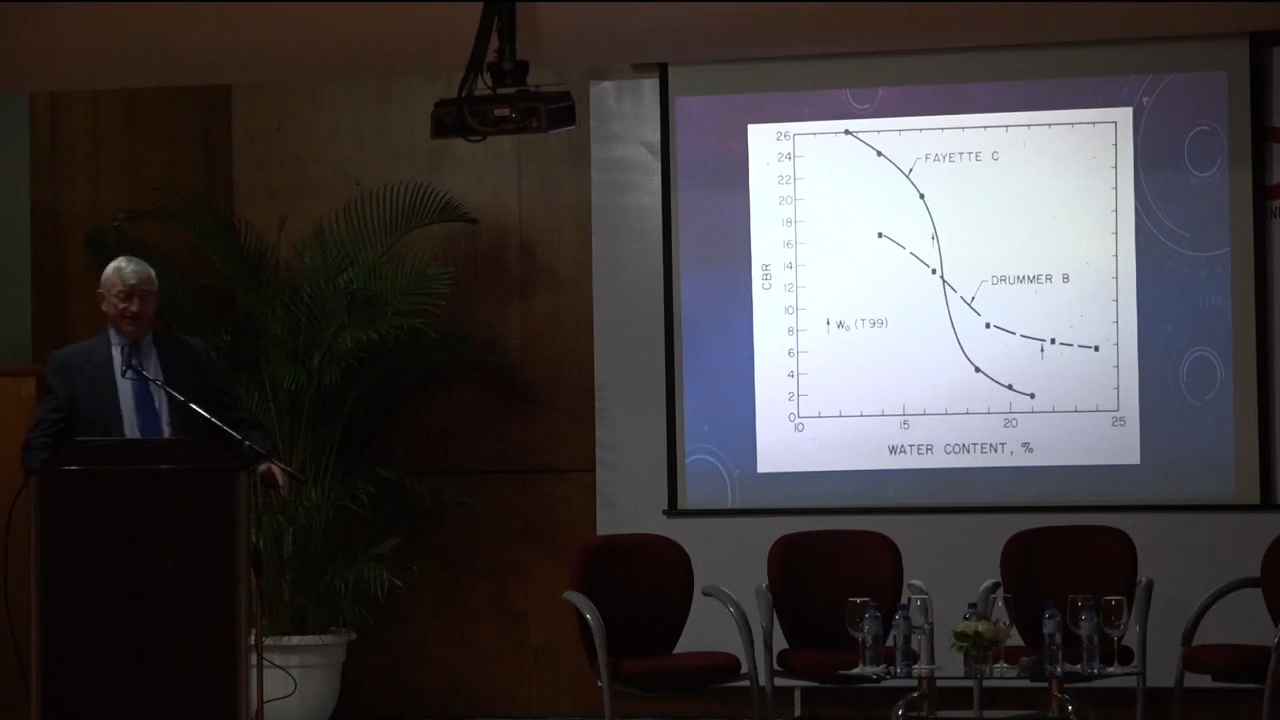 26
24
22
20
18
16
14
12
10
8
6
4
2
0
CBR
FAYETTE C
DRUMMER B
W₀ (T99)
10 15 20 25
WATER CONTENT, %